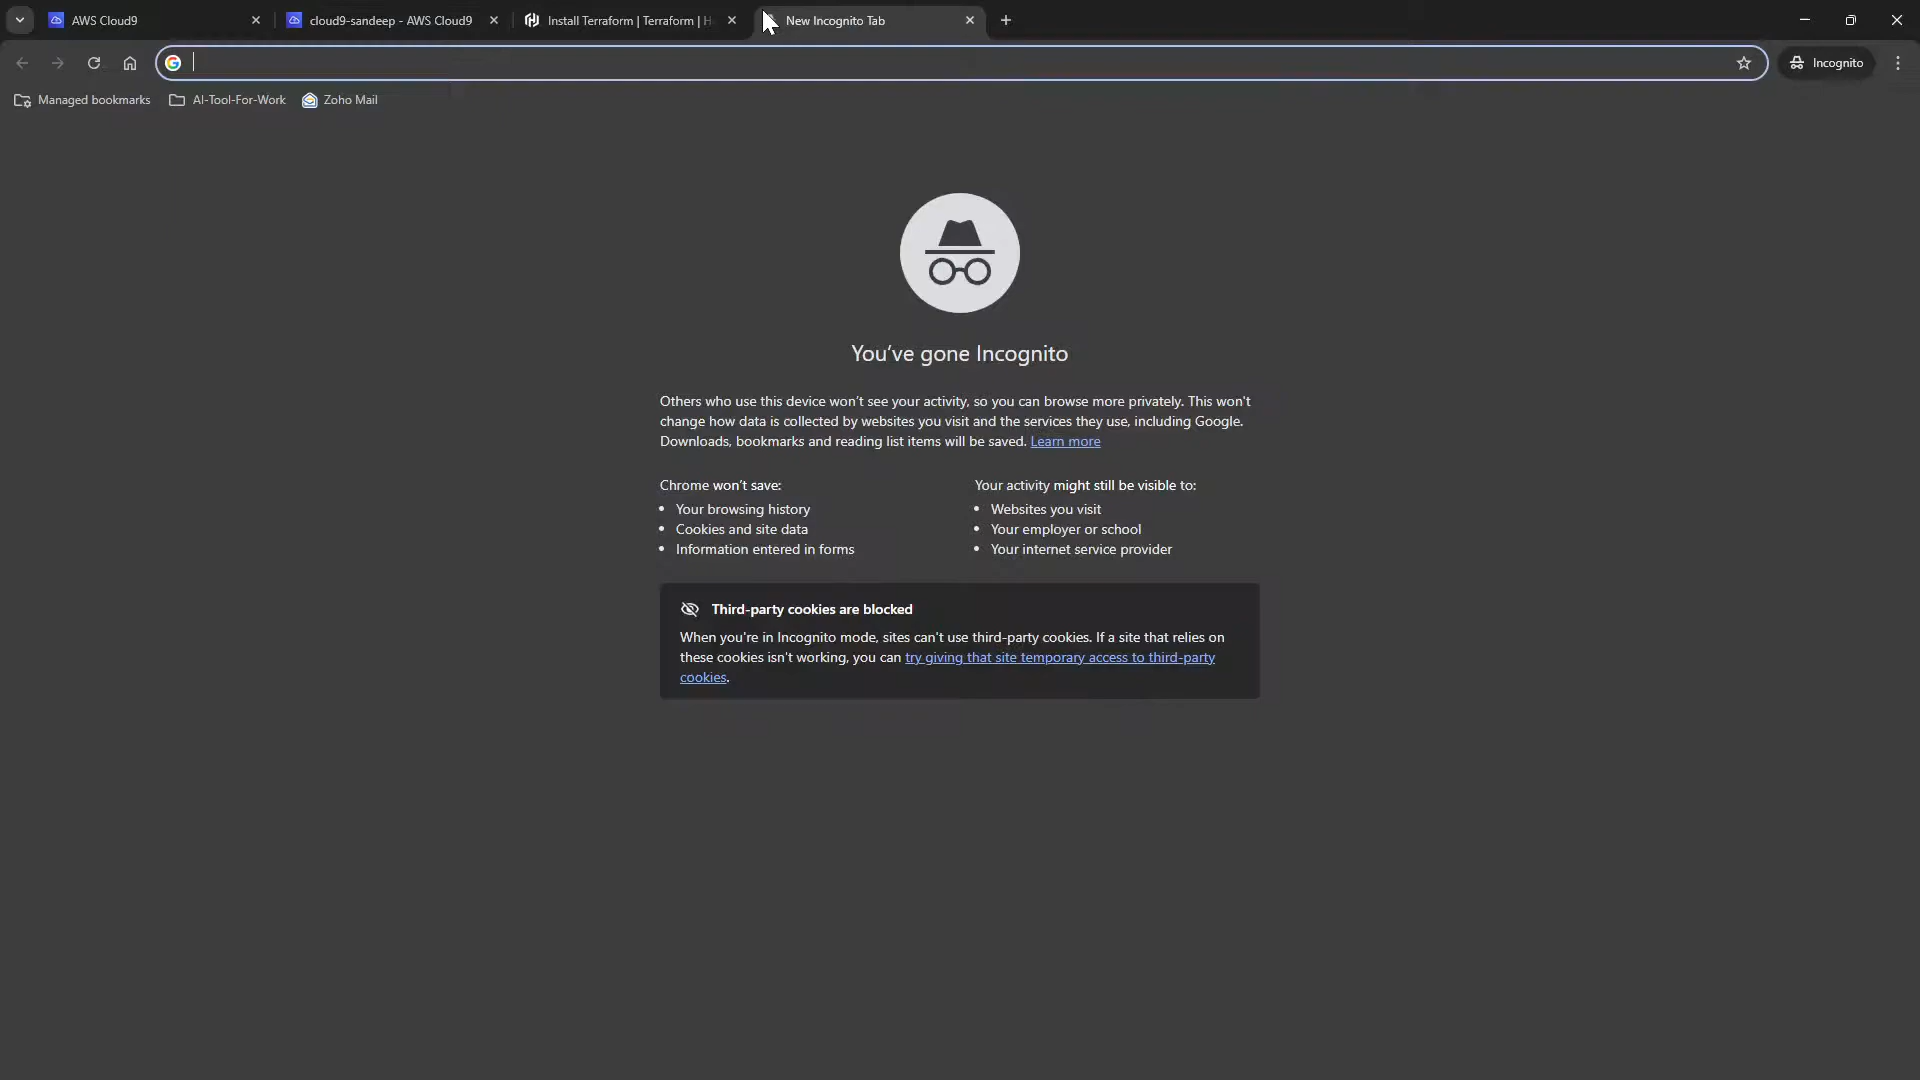 AWS Cloud9
cloud9-sandeep - AWS Cloud9
Install Terraform | Terraform | H
New Incognito Tab
Incognito
Managed bookmarks
AI-Tool-For-Work
Zoho Mail
You've gone Incognito
Others who use this device won't see your activity, so you can browse more privately. This won't
change how data is collected by websites you visit and the services they use, including Google.
Downloads, bookmarks and reading list items will be saved. Learn more
Chrome won't save:
• Your browsing history
• Cookies and site data
• Information entered in forms
Your activity might still be visible to:
• Websites you visit
• Your employer or school
• Your internet service provider
Third-party cookies are blocked
When you're in Incognito mode, sites can't use third-party cookies. If a site that relies on
these cookies isn't working, you can try giving that site temporary access to third-party
cookies.